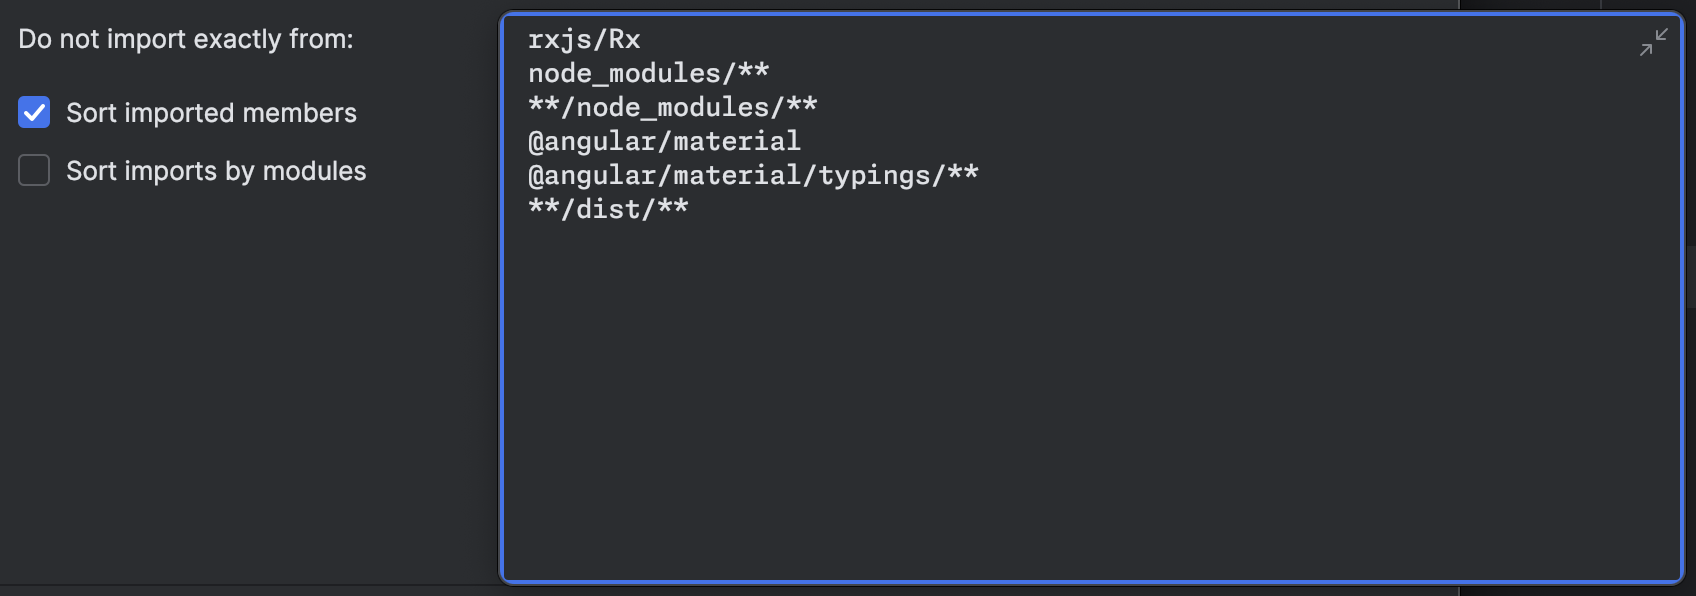 Do not import exactly from:
Sort imported members
Sort imports by modules
rxjs/Rx
node_modules/**
**/node_modules/**
@angular/material
@angular/material/typings/**
**/dist/**